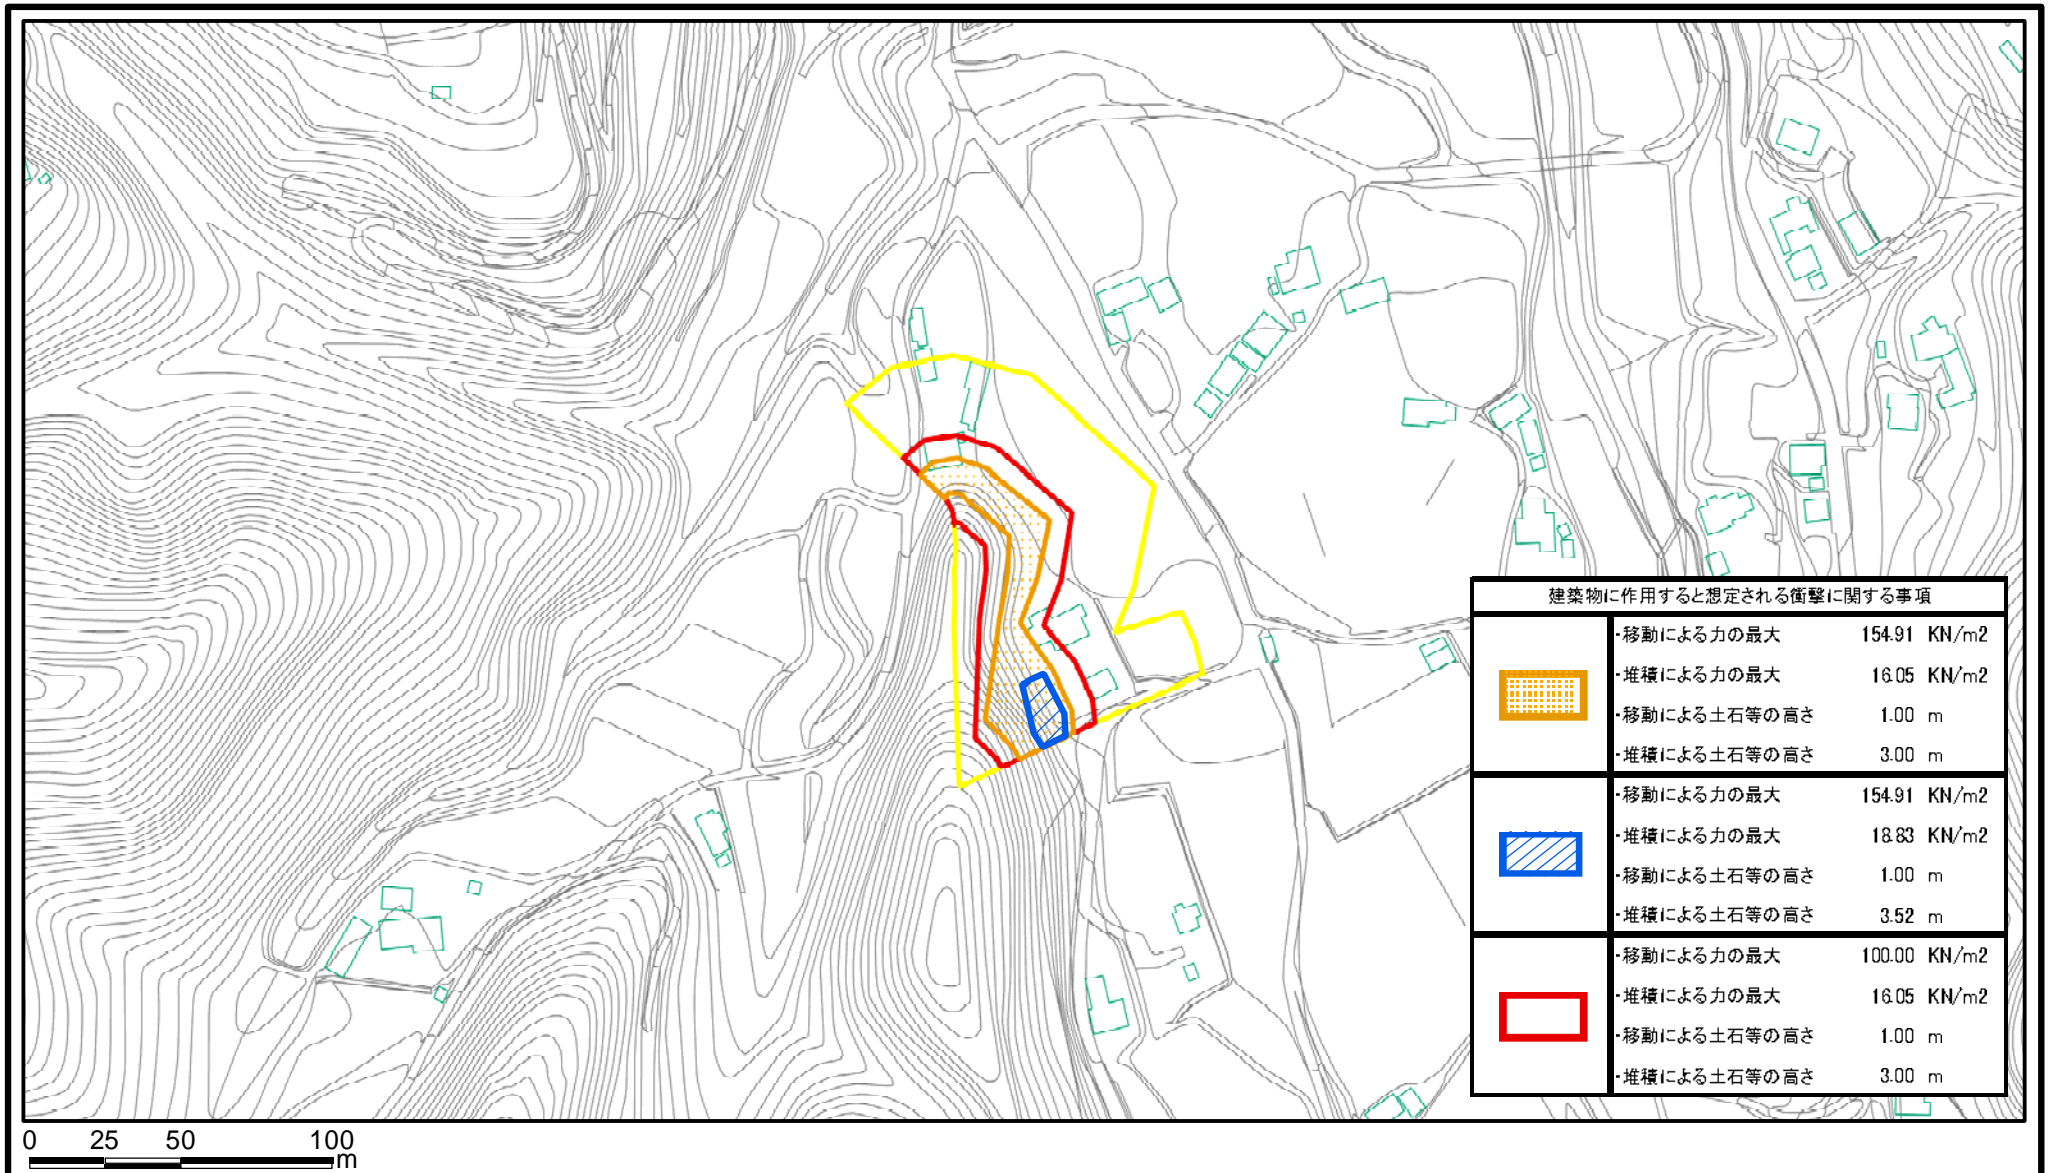 建築物に作用すると想定される衝撃に関する事項
・移動による力の最大 154.91 KN/m2
・堆積による力の最大 16.05 KN/m2
・移動による土石等の高さ 1.00 m
・堆積による土石等の高さ 3.00 m
・移動による力の最大 154.91 KN/m2
・堆積による力の最大 18.83 KN/m2
・移動による土石等の高さ 1.00 m
・堆積による土石等の高さ 3.52 m
・移動による力の最大 100.00 KN/m2
・堆積による力の最大 16.05 KN/m2
・移動による土石等の高さ 1.00 m
・堆積による土石等の高さ 3.00 m
0 25 50 100
m